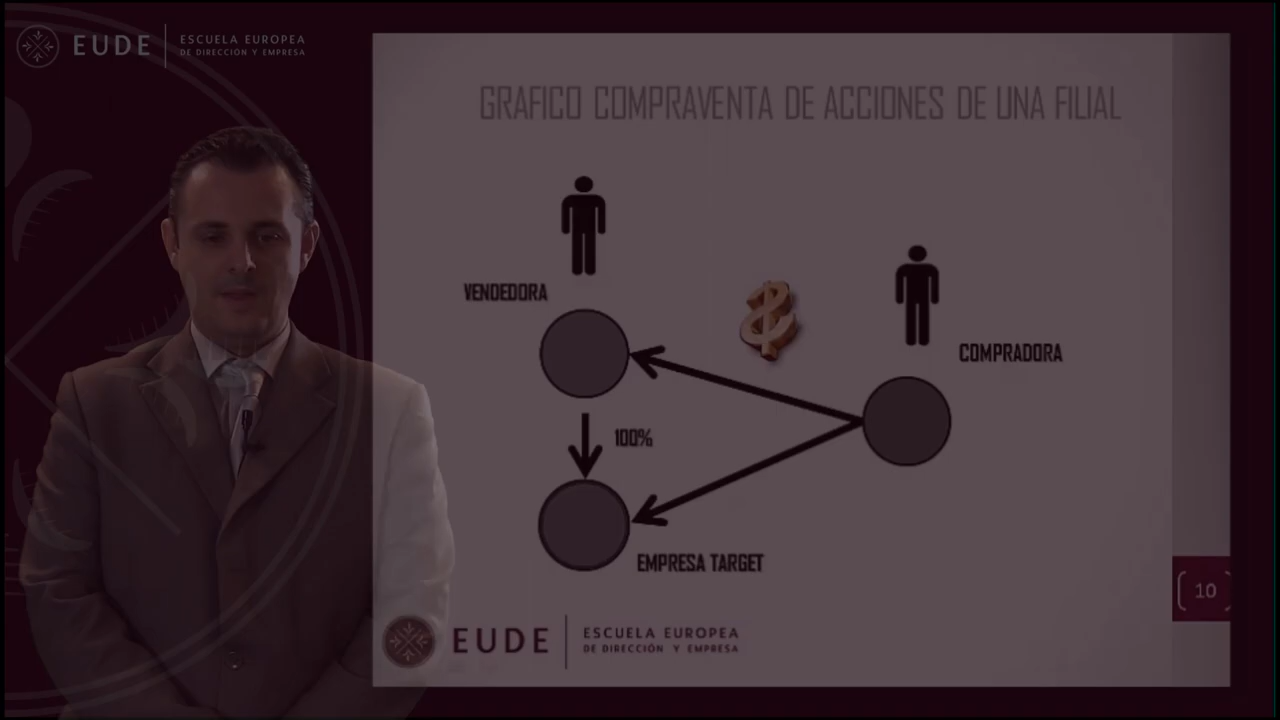 EUDE
ESCUELA EUROPEA
DE DIRECCIÓN Y EMPRESA
GRAFICO COMPRAVENTA DE ACCIONES DE UNA FILIAL
VENDEDORA
COMPRADORA
100%
EMPRESA TARGET
10
EUDE
ESCUELA EUROPEA
DE DIRECCIÓN Y EMPRESA